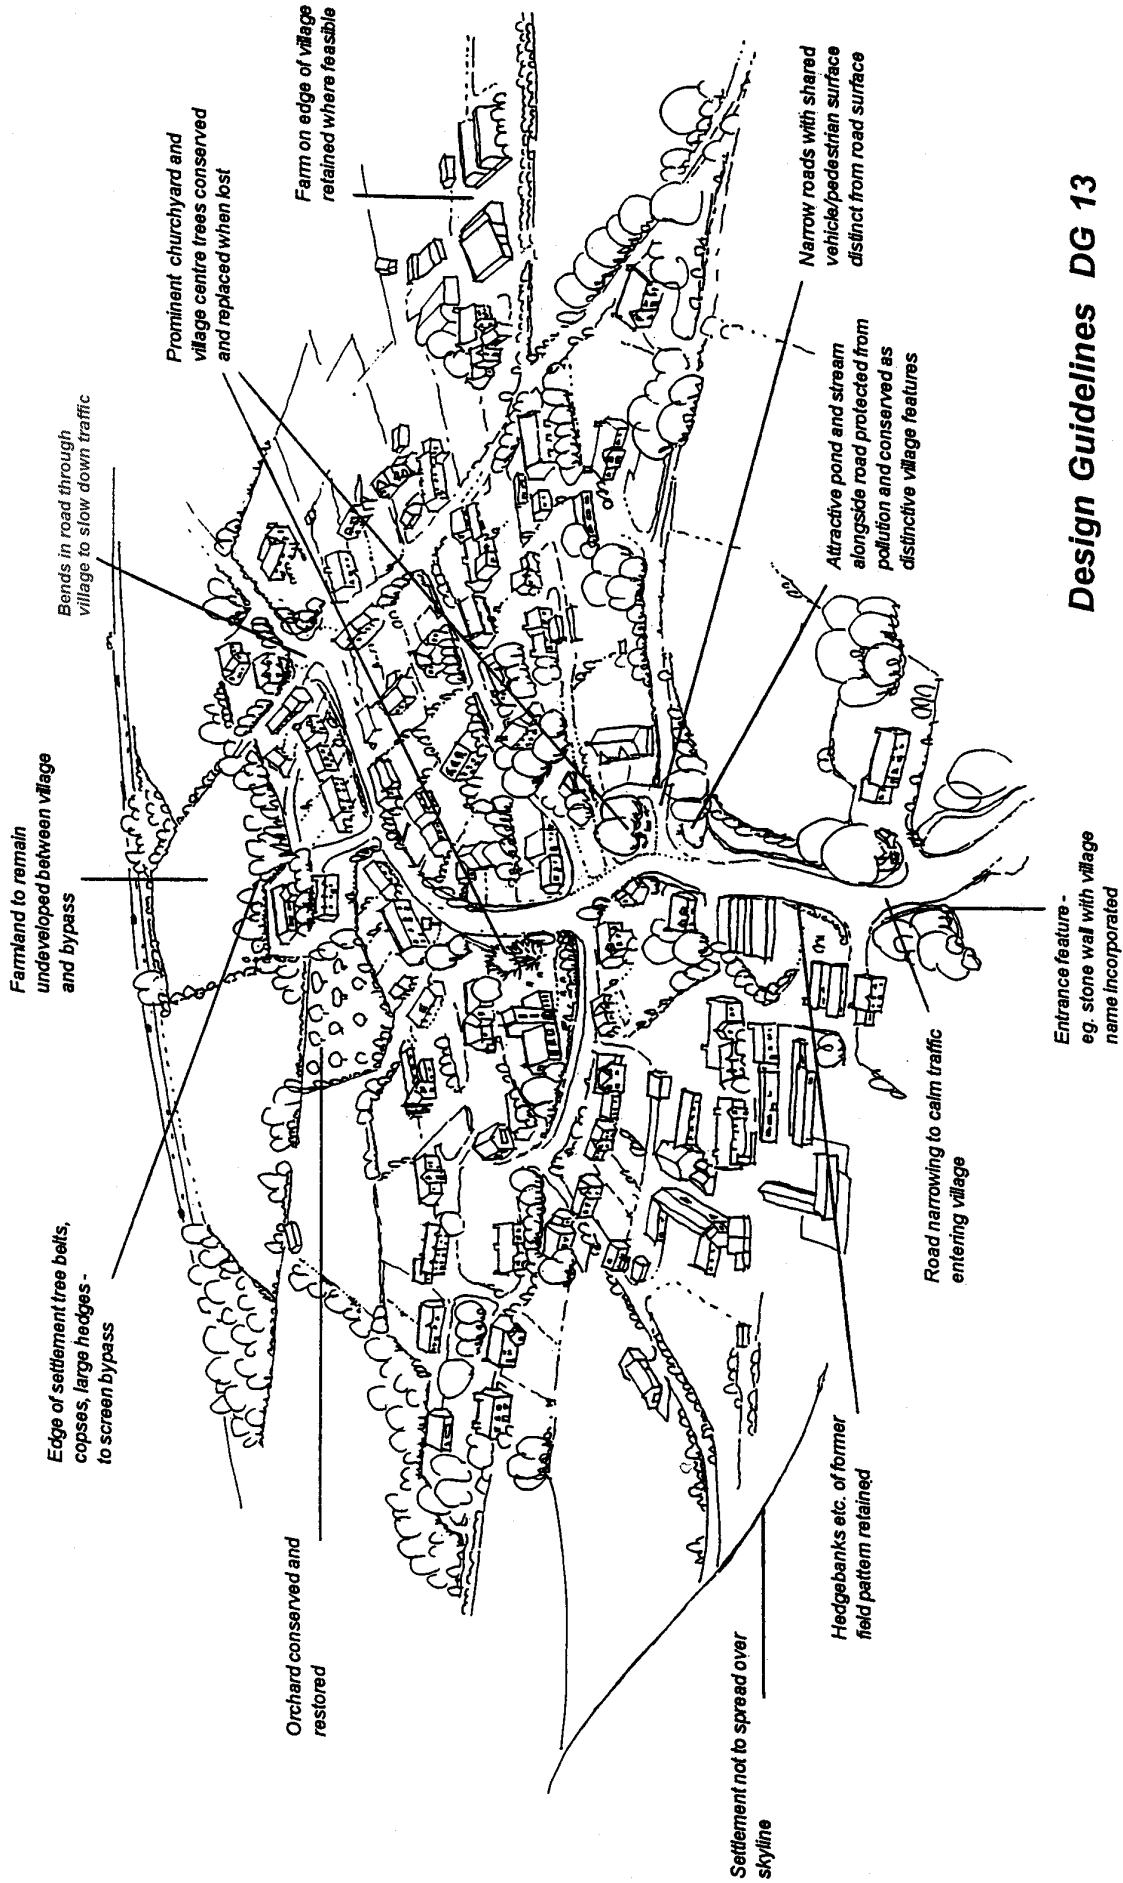 Farmland to remain
undeveloped between village
and bypass
Bends in road through
village to slow down traffic
Prominent churchyard and
village centre trees conserved
and replaced when lost
Farm on edge of village
retained where feasible
Edge of settlement tree belts,
copses, large hedges -
to screen bypass
Orchard conserved and
restored
Settlement not to spread over
skyline
Hedgebanks etc. of former
field pattern retained
Road narrowing to calm traffic
entering village
Entrance feature -
eg. stone wall with village
name incorporated
Attractive pond and stream
alongside road protected from
pollution and conserved as
distinctive village features
Narrow roads with shared
vehicle/pedestrian surface
distinct from road surface
Design Guidelines DG 13